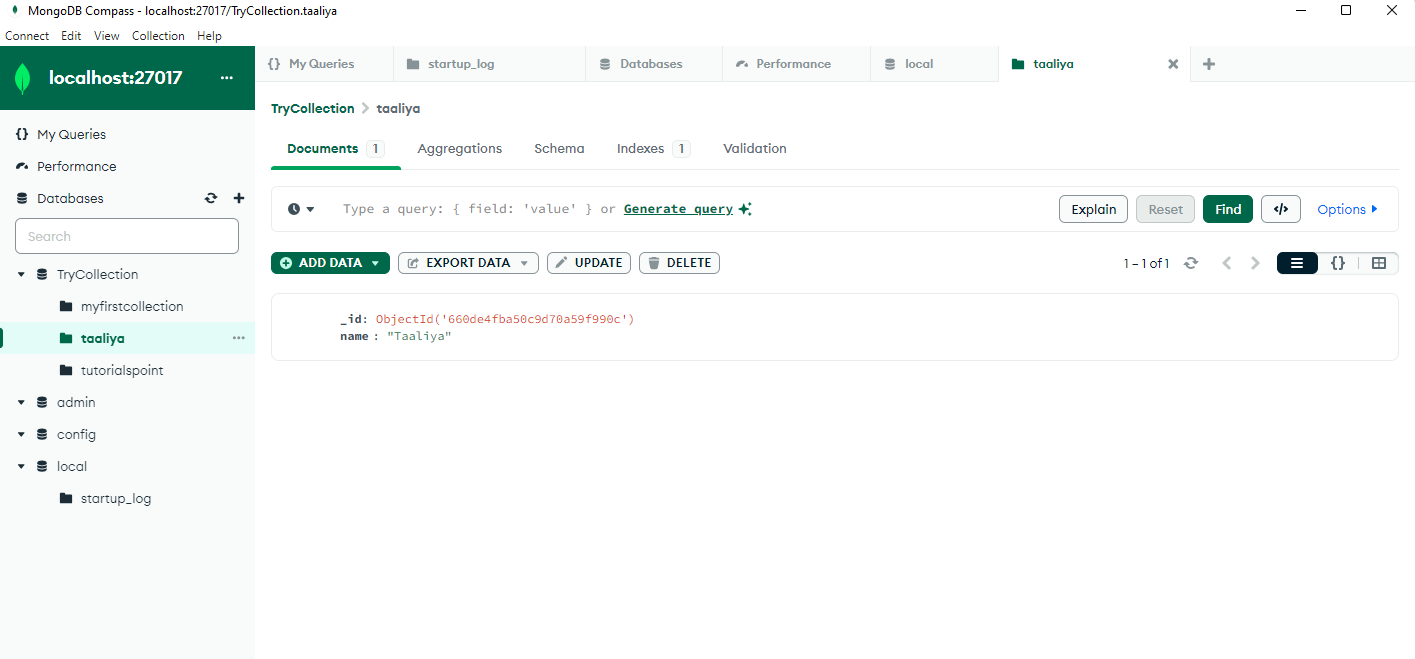 MongoDB Compass - localhost:27017/TryCollection.taaliya
Connect Edit View Collection Help
localhost:27017 ...
My Queries
Performance
Databases
Search
TryCollection
myfirstcollection
taaliya ...
tutorialspoint
admin
config
local
startup_log
{} My Queries startup_log Databases Performance local taaliya
TryCollection > taaliya
Documents 1 Aggregations Schema Indexes 1 Validation
Type a query: { field: 'value' } or Generate query Explain Reset Find </> Options
ADD DATA EXPORT DATA UPDATE DELETE 1 – 1 of 1 {}
_id: ObjectId('660de4fba50c9d70a59f990c')
name : "Taaliya"